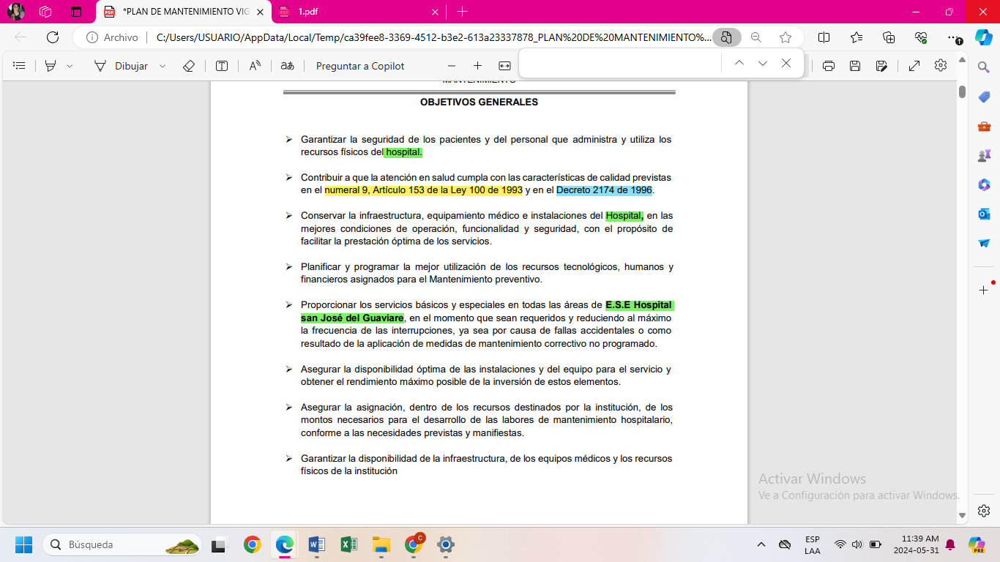 *PLAN DE MANTENIMIENTO VIG
1.pdf
Archivo
C:/Users/USUARIO/AppData/Local/Temp/ca39fee8-3369-4512-b3e2-613a23337878_PLAN%20DE%20MANTENIMIENTO%...
Dibujar
aあ
Preguntar a Copilot
MANTENIMIENTO
OBJETIVOS GENERALES
Garantizar la seguridad de los pacientes y del personal que administra y utiliza los
recursos físicos del hospital.
Contribuir a que la atención en salud cumpla con las características de calidad previstas
en el numeral 9, Artículo 153 de la Ley 100 de 1993 y en el Decreto 2174 de 1996.
Conservar la infraestructura, equipamiento médico e instalaciones del Hospital, en las
mejores condiciones de operación, funcionalidad y seguridad, con el propósito de
facilitar la prestación óptima de los servicios.
Planificar y programar la mejor utilización de los recursos tecnológicos, humanos y
financieros asignados para el Mantenimiento preventivo.
Proporcionar los servicios básicos y especiales en todas las áreas de E.S.E Hospital
san José del Guaviare, en el momento que sean requeridos y reduciendo al máximo
la frecuencia de las interrupciones, ya sea por causa de fallas accidentales o como
resultado de la aplicación de medidas de mantenimiento correctivo no programado.
Asegurar la disponibilidad óptima de las instalaciones y del equipo para el servicio y
obtener el rendimiento máximo posible de la inversión de estos elementos.
Asegurar la asignación, dentro de los recursos destinados por la institución, de los
montos necesarios para el desarrollo de las labores de mantenimiento hospitalario,
conforme a las necesidades previstas y manifiestas.
Garantizar la disponibilidad de la infraestructura, de los equipos médicos y los recursos
físicos de la institución
Activar Windows
Ve a Configuración para activar Windows.
Búsqueda
ESP
LAA
11:39 AM
2024-05-31
PRE